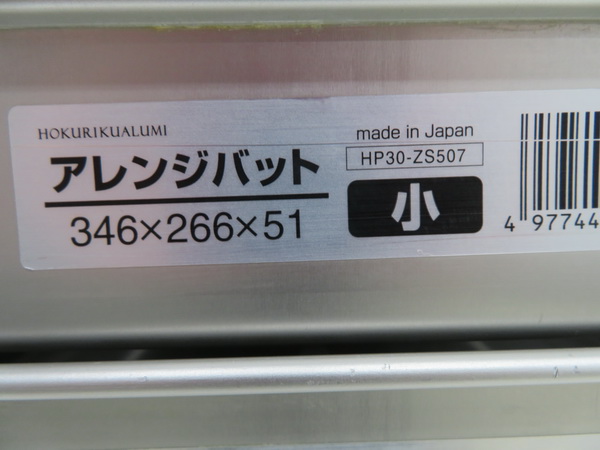 HOKURIKUALUMI
アレンジバット
346×266×51
made in Japan
HP30-ZS507
小
4 97744